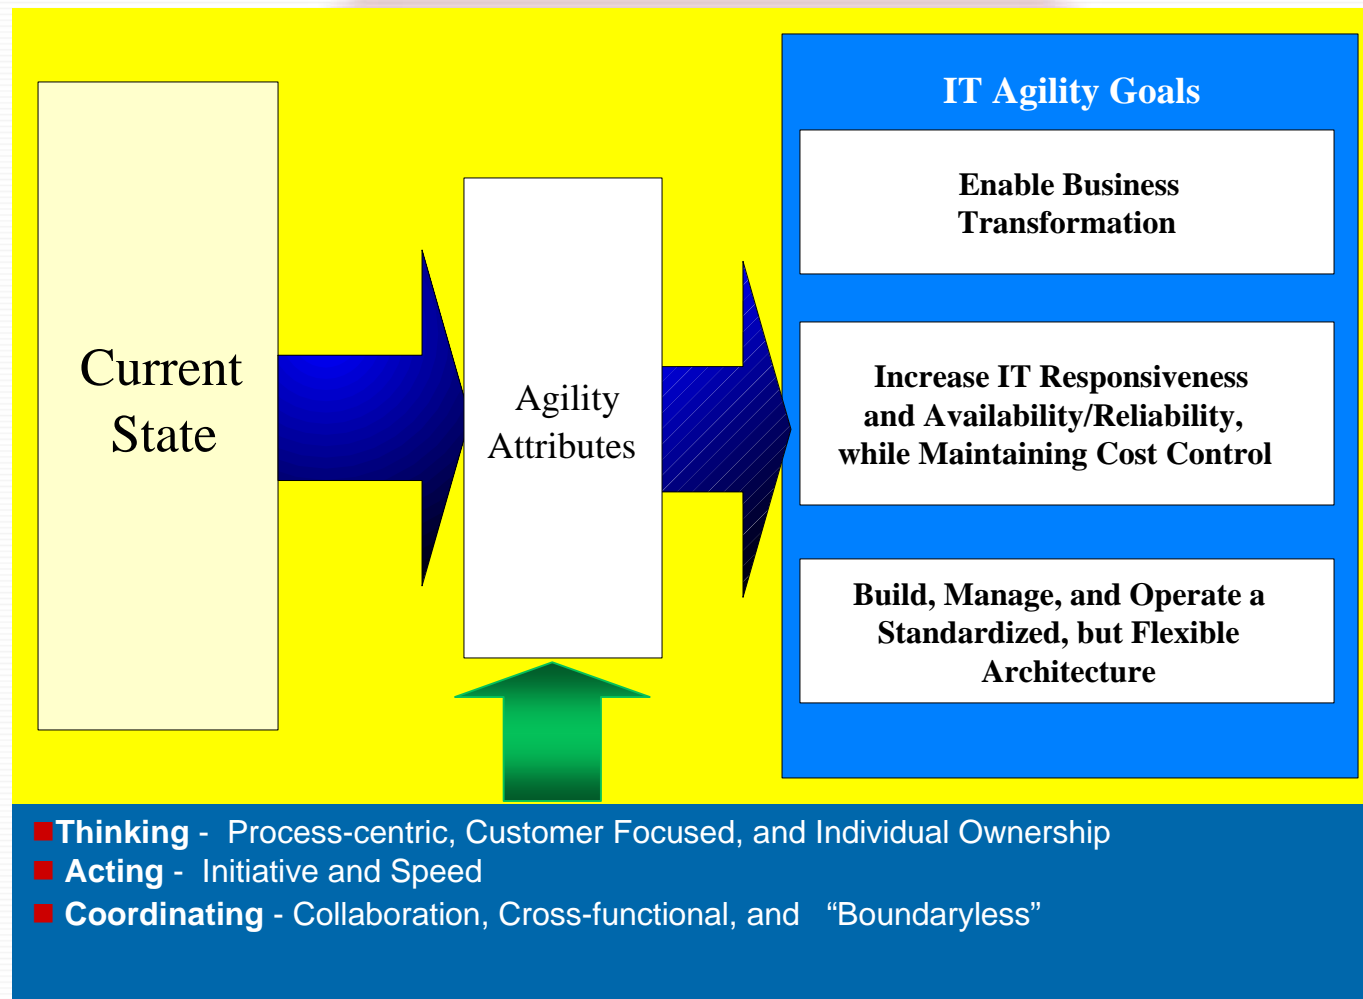 Current
State
Agility
Attributes
IT Agility Goals
Enable Business
Transformation
Increase IT Responsiveness
and Availability/Reliability,
while Maintaining Cost Control
Build, Manage, and Operate a
Standardized, but Flexible
Architecture
Thinking - Process-centric, Customer Focused, and Individual Ownership
Acting - Initiative and Speed
Coordinating - Collaboration, Cross-functional, and “Boundaryless”